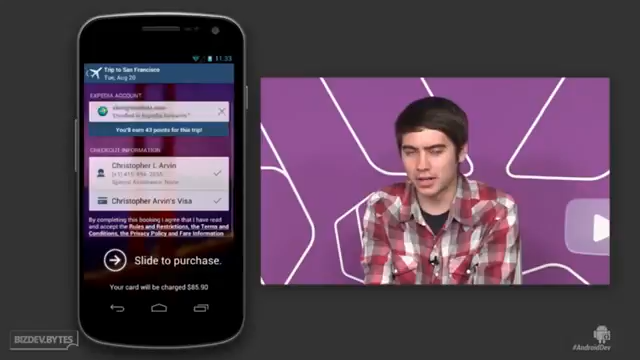 11:33
Trip to San Francisco
Tue, Aug 20
EXPEDIA ACCOUNT
You'll earn 43 points for this trip!
CHECKOUT INFORMATION
Christopher L Arvin
Special Assistance: None
Christopher Arvin's Visa
By completing this booking I agree that I have read
and accept the Rules and Restrictions, the Terms and
Conditions, the Privacy Policy and Fare Information
Slide to purchase.
Your card will be charged $85.90
BIZDEV.BYTES
#AndroidDev